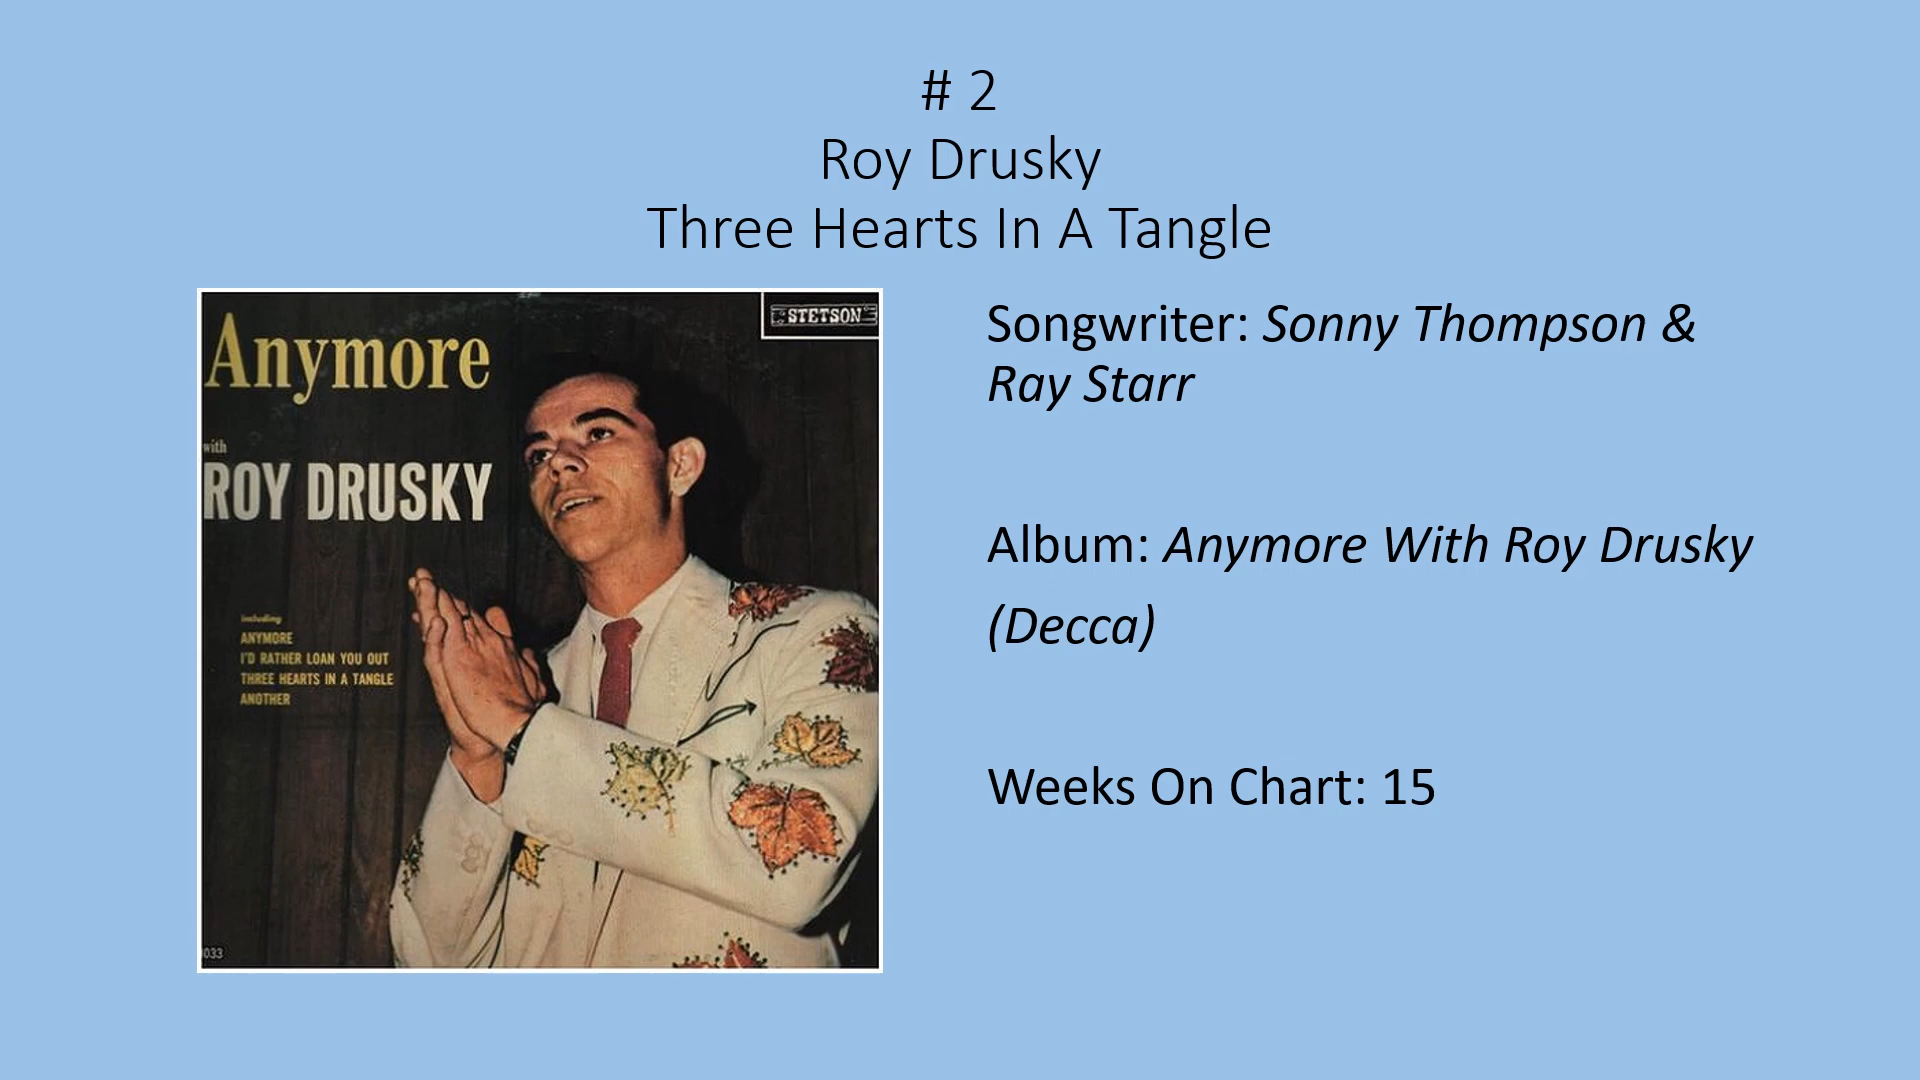 # 2
Roy Drusky
Three Hearts In A Tangle
STETSON
Anymore
with
ROY DRUSKY
including
ANYMORE
I'D RATHER LOAN YOU OUT
THREE HEARTS IN A TANGLE
ANOTHER
033
Songwriter: Sonny Thompson &
Ray Starr
Album: Anymore With Roy Drusky
(Decca)
Weeks On Chart: 15